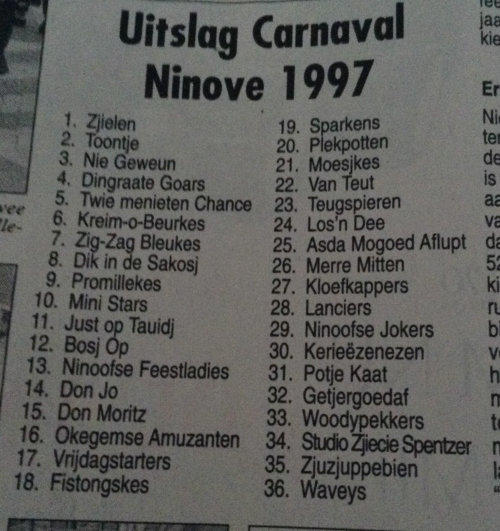 Uitslag Carnaval
Ninove 1997
1. Zjielen
2. Toontje
3. Nie Geweun
4. Dingraate Goars
5. Twie menieten Chance
6. Kreim-o-Beurkes
7. Zig-Zag Bleukes
8. Dik in de Sakosj
9. Promillekes
10. Mini Stars
11. Just op Tauidj
12. Bosj Op
13. Ninoofse Feestladies
14. Don Jo
15. Don Moritz
16. Okegemse Amuzanten
17. Vrijdagstarters
18. Fistongskes
19. Sparkens
20. Plekpotten
21. Moesjkes
22. Van Teut
23. Teugspieren
24. Los'n Dee
25. Asda Mogoed Aflupt
26. Merre Mitten
27. Kloefkappers
28. Lanciers
29. Ninoofse Jokers
30. Kerieëzenezen
31. Potje Kaat
32. Getjergoedaf
33. Woodypekkers
34. Studio Zjiecie Spentzer
35. Zjuzjuppebien
36. Waveys